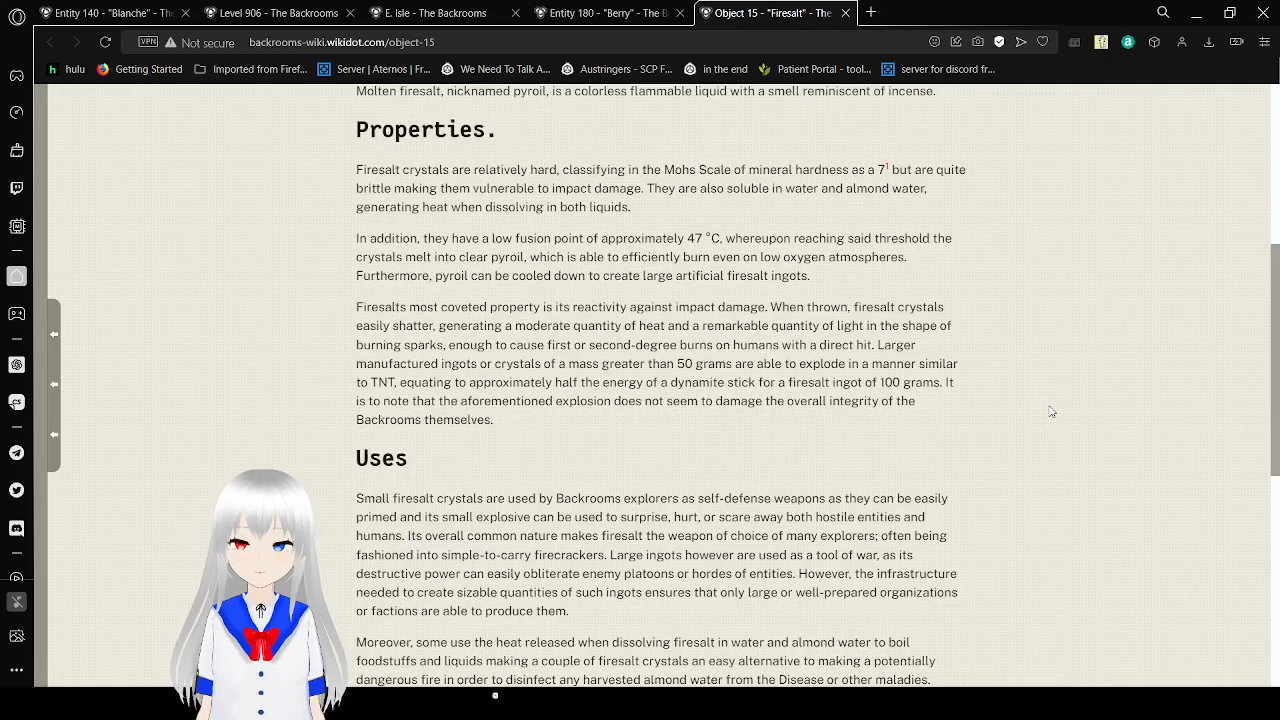 Entity 140 - "Blanche" - The
Level 906 - The Backrooms
E. Isle - The Backrooms
Entity 180 - "Berry" - The B
Object 15 - "Firesalt" - The
VPN
Not secure
backrooms-wiki.wikidot.com/object-15
hulu
Getting Started
Imported from Firef...
Server | Aternos | Fr...
We Need To Talk A...
Austringers - SCP F...
in the end
Patient Portal - tool...
server for discord fr...
Molten firesalt, nicknamed pyroil, is a colorless flammable liquid with a smell reminiscent of incense.
Properties.
Firesalt crystals are relatively hard, classifying in the Mohs Scale of mineral hardness as a 7¹ but are quite
brittle making them vulnerable to impact damage. They are also soluble in water and almond water,
generating heat when dissolving in both liquids.
In addition, they have a low fusion point of approximately 47 °C, whereupon reaching said threshold the
crystals melt into clear pyroil, which is able to efficiently burn even on low oxygen atmospheres.
Furthermore, pyroil can be cooled down to create large artificial firesalt ingots.
Firesalts most coveted property is its reactivity against impact damage. When thrown, firesalt crystals
easily shatter, generating a moderate quantity of heat and a remarkable quantity of light in the shape of
burning sparks, enough to cause first or second-degree burns on humans with a direct hit. Larger
manufactured ingots or crystals of a mass greater than 50 grams are able to explode in a manner similar
to TNT, equating to approximately half the energy of a dynamite stick for a firesalt ingot of 100 grams. It
is to note that the aforementioned explosion does not seem to damage the overall integrity of the
Backrooms themselves.
Uses
Small firesalt crystals are used by Backrooms explorers as self-defense weapons as they can be easily
primed and its small explosive can be used to surprise, hurt, or scare away both hostile entities and
humans. Its overall common nature makes firesalt the weapon of choice of many explorers; often being
fashioned into simple-to-carry firecrackers. Large ingots however are used as a tool of war, as its
destructive power can easily obliterate enemy platoons or hordes of entities. However, the infrastructure
needed to create sizable quantities of such ingots ensures that only large or well-prepared organizations
or factions are able to produce them.
Moreover, some use the heat released when dissolving firesalt in water and almond water to boil
foodstuffs and liquids making a couple of firesalt crystals an easy alternative to making a potentially
dangerous fire in order to disinfect any harvested almond water from the Disease or other maladies.